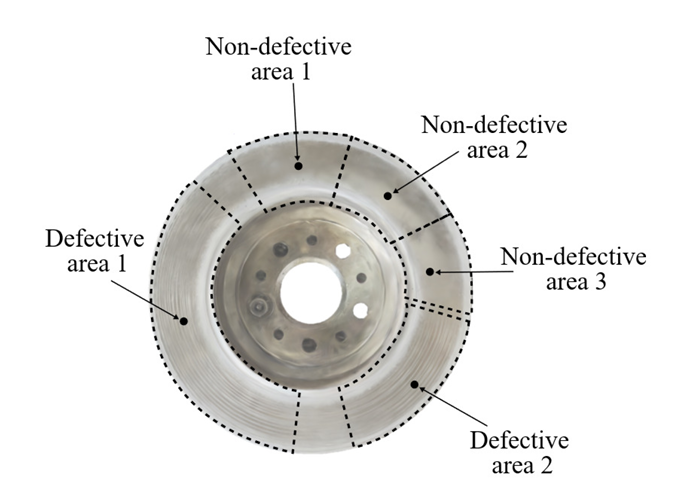 Non-defective
area 1
Non-defective
area 2
Defective
area 1
Non-defective
area 3
Defective
area 2